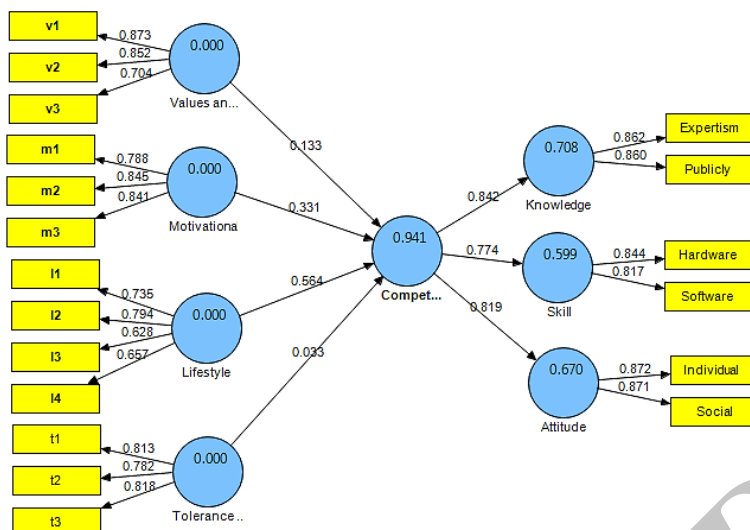 v1
0.873
v2
0.852
v3
0.704
0.000
Values an...
m1
0.788
m2
0.845
m3
0.841
0.000
Motivationa
l1
0.735
l2
0.794
l3
0.628
l4
0.657
0.000
Lifestyle
t1
0.813
t2
0.782
t3
0.818
0.000
Tolerance ..
0.133
0.331
0.564
0.033
0.941
Compet...
0.842
0.774
0.819
0.708
Knowledge
0.862
Expertism
0.860
Publicly
0.599
Skill
0.844
Hardware
0.817
Software
0.670
Attitude
0.872
Individual
0.871
Social